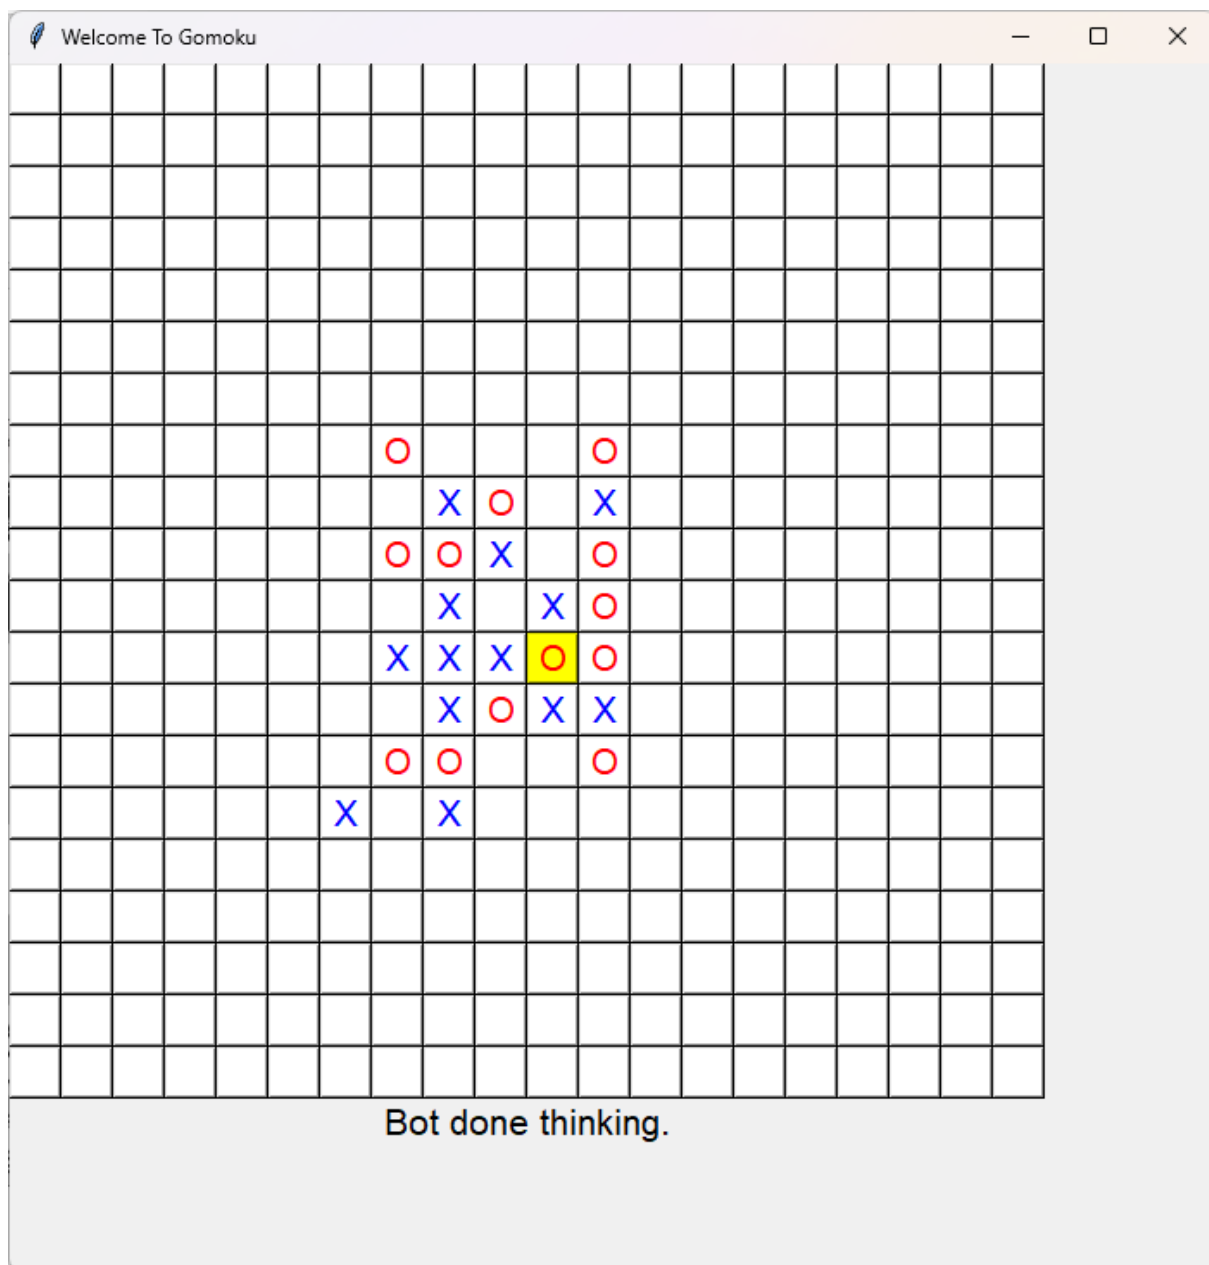 Welcome To Gomoku
O O
X O X
O O X O
X X O
X X X O O
X O X X
O O O
X X
Bot done thinking.